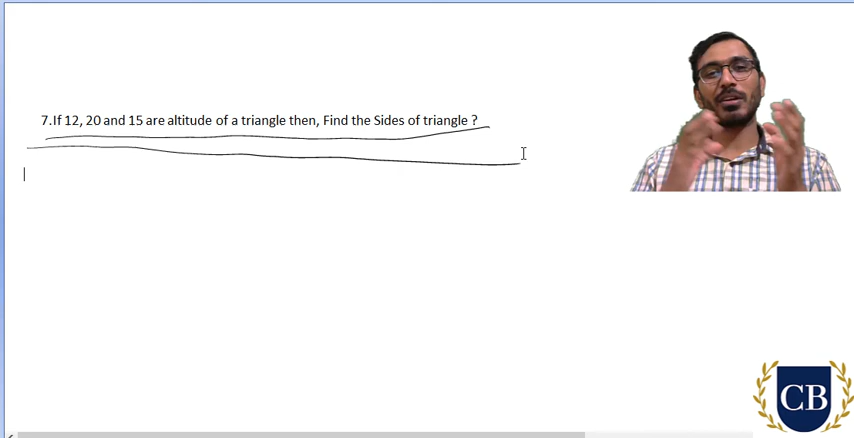 7.If 12, 20 and 15 are altitude of a triangle then, Find the Sides of triangle ?
CB